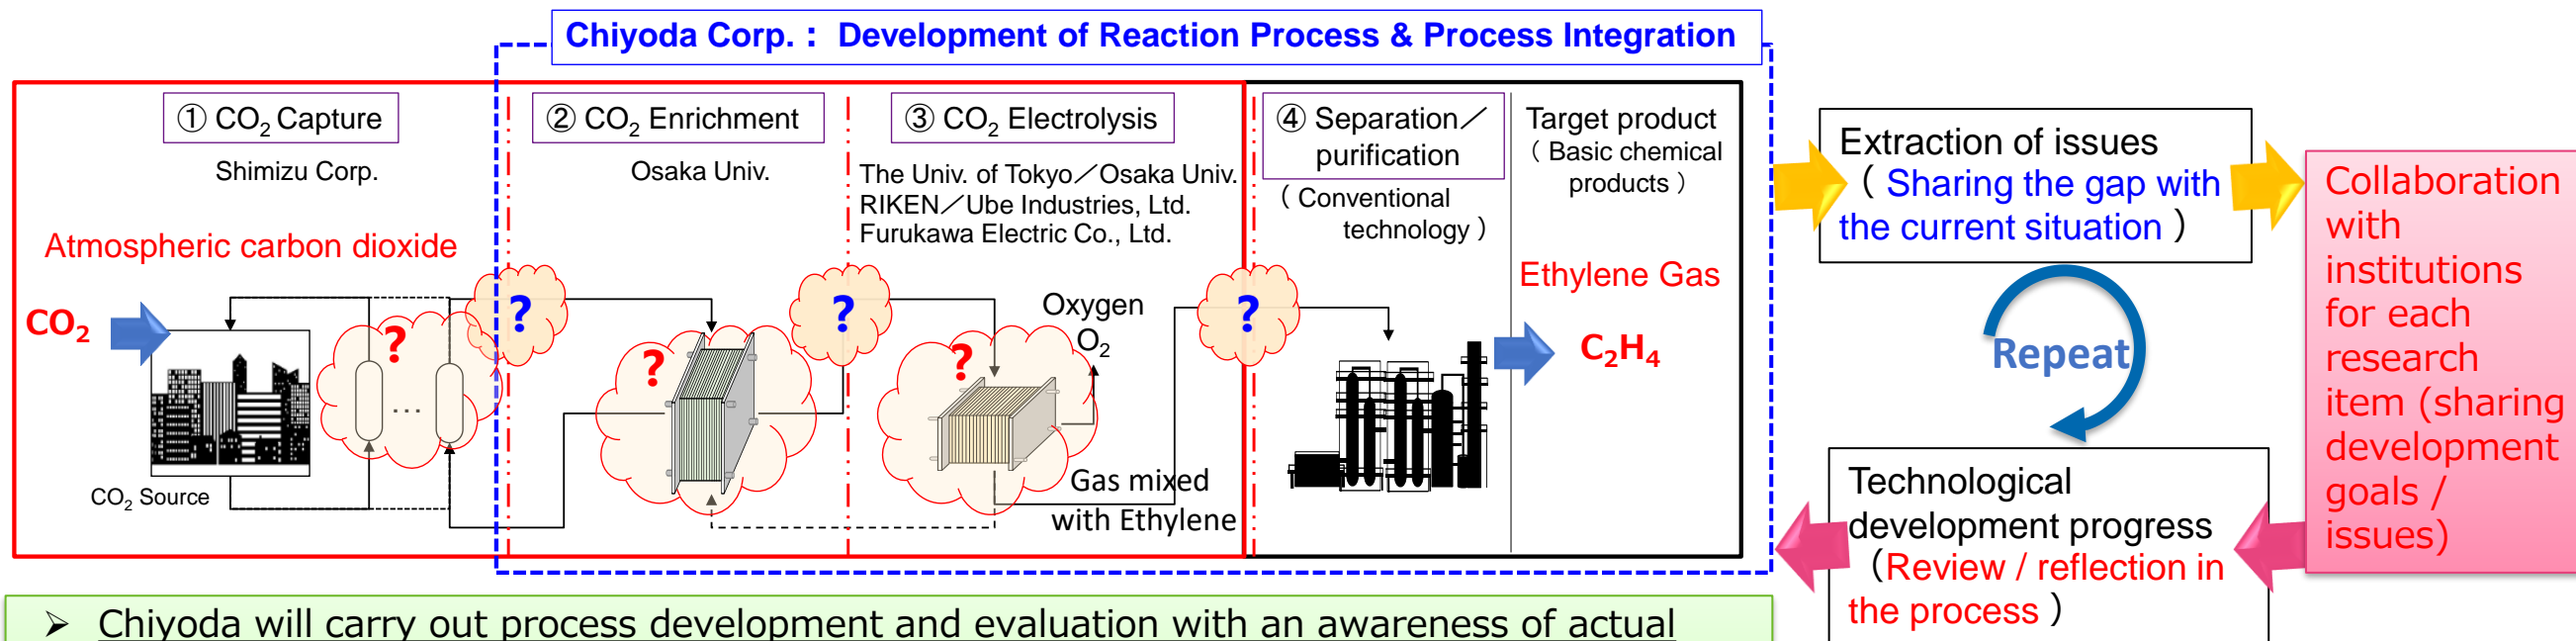 Chiyoda Corp.： Development of Reaction Process & Process Integration
① CO₂ Capture
Shimizu Corp.
Atmospheric carbon dioxide
CO₂
?
CO₂ Source
?
② CO₂ Enrichment
Osaka Univ.
?
?
③ CO₂ Electrolysis
The Univ. of Tokyo／Osaka Univ.
RIKEN／Ube Industries, Ltd.
Furukawa Electric Co., Ltd.
?
Oxygen
O₂
Gas mixed
with Ethylene
?
④ Separation／
purification
（ Conventional
technology ）
Target product
（ Basic chemical
products ）
Ethylene Gas
C₂H₄
Extraction of issues
（ Sharing the gap with
the current situation ）
Repeat
Technological
development progress
（Review / reflection in
the process ）
Collaboration
with
institutions
for each
research
item (sharing
development
goals /
issues)
➢ Chiyoda will carry out process development and evaluation with an awareness of actual
...